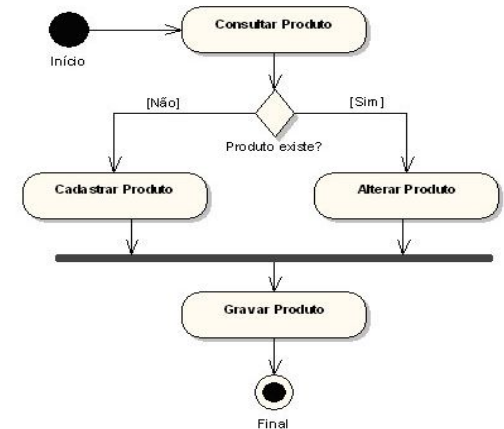 Consultar Produto
Início
[Não]
[Sim]
Produto existe?
Cadastrar Produto
Alterar Produto
Gravar Produto
Final